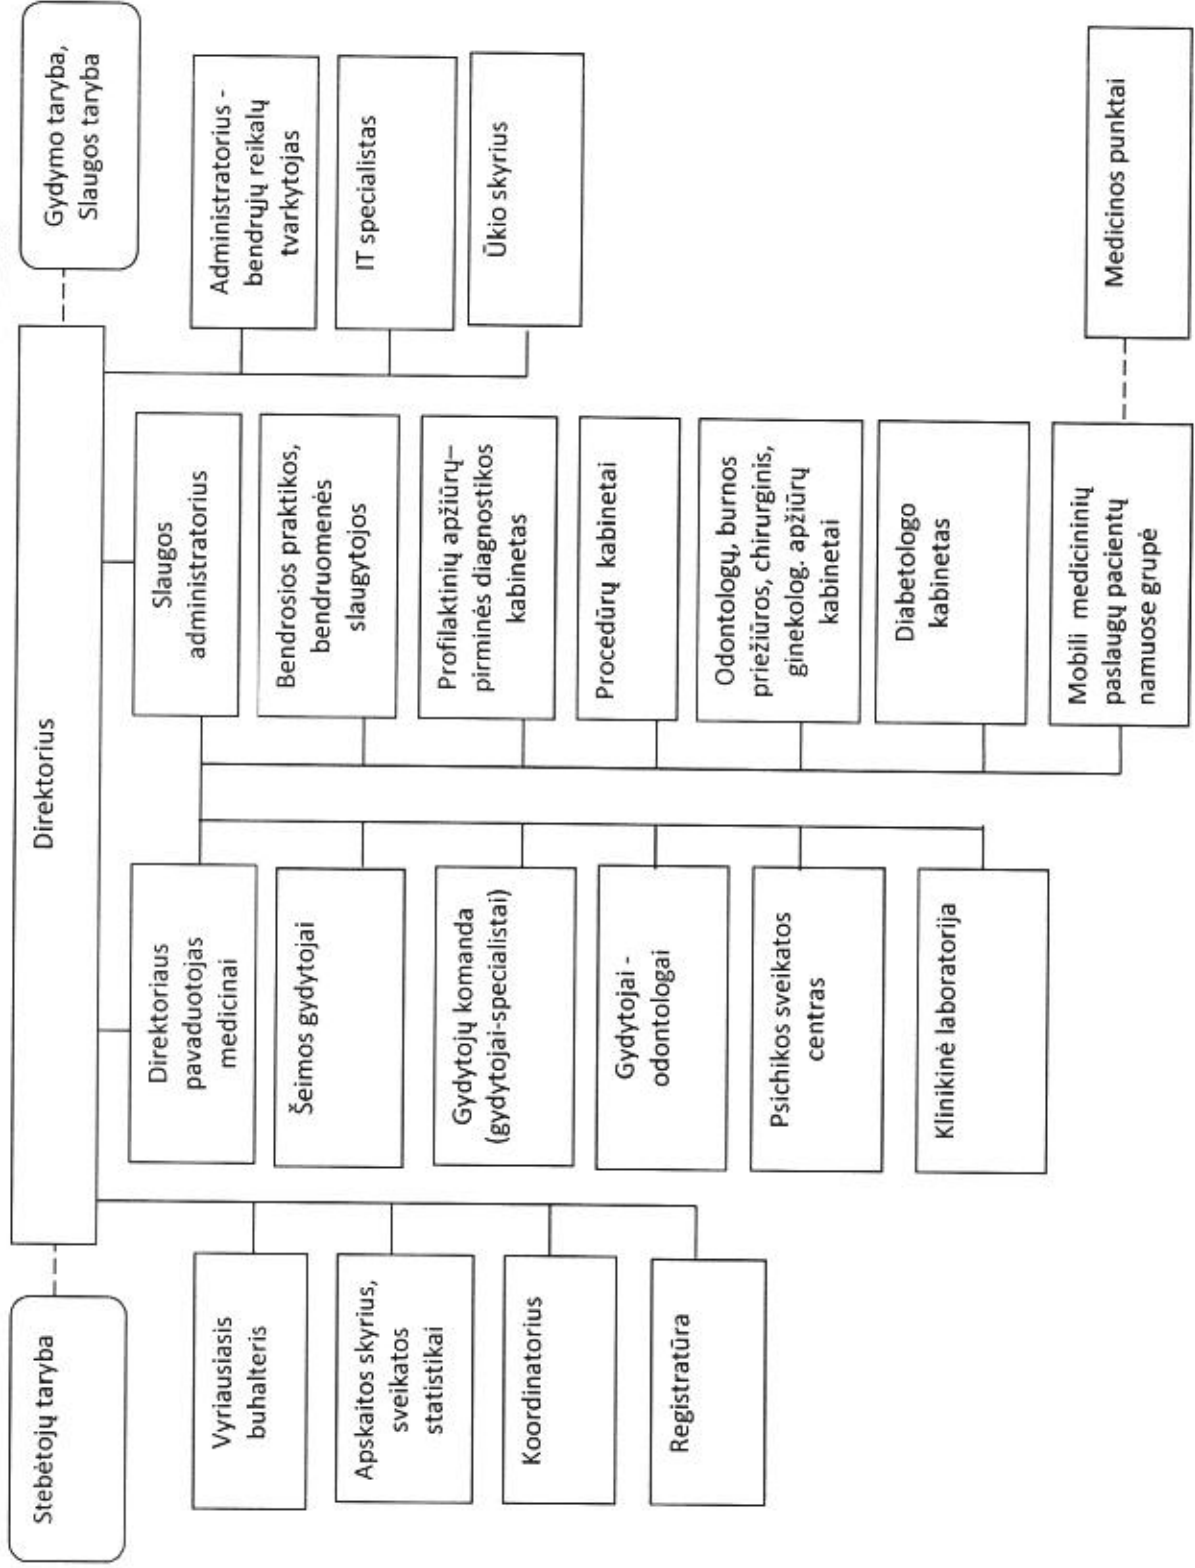 Stebėtojų taryba
Direktorius
Gydymo taryba,
Slaugos taryba
Vyriausiasis
buhalteris
Apskaitos skyrius,
sveikatos
statistikai
Koordinatorius
Registratūra
Direktoriaus
pavaduotojas
medicinai
Šeimos gydytojai
Gydytojų komanda
(gydytojai-specialistai)
Gydytojai -
odontologai
Psichikos sveikatos
centras
Klinikinė laboratorija
Slaugos
administratorius
Bendrosios praktikos,
bendruomenės
slaugytojos
Profilaktinių apžiūrų–
pirminės diagnostikos
kabinetas
Procedūrų kabinetai
Odontologų, burnos
priežiūros, chirurginis,
ginekolog. apžiūrų
kabinetai
Diabetologo
kabinetas
Mobili medicininių
paslaugų pacientų
namuose grupė
Administratorius -
bendrųjų reikalų
tvarkytojas
IT specialistas
Ūkio skyrius
Medicinos punktai